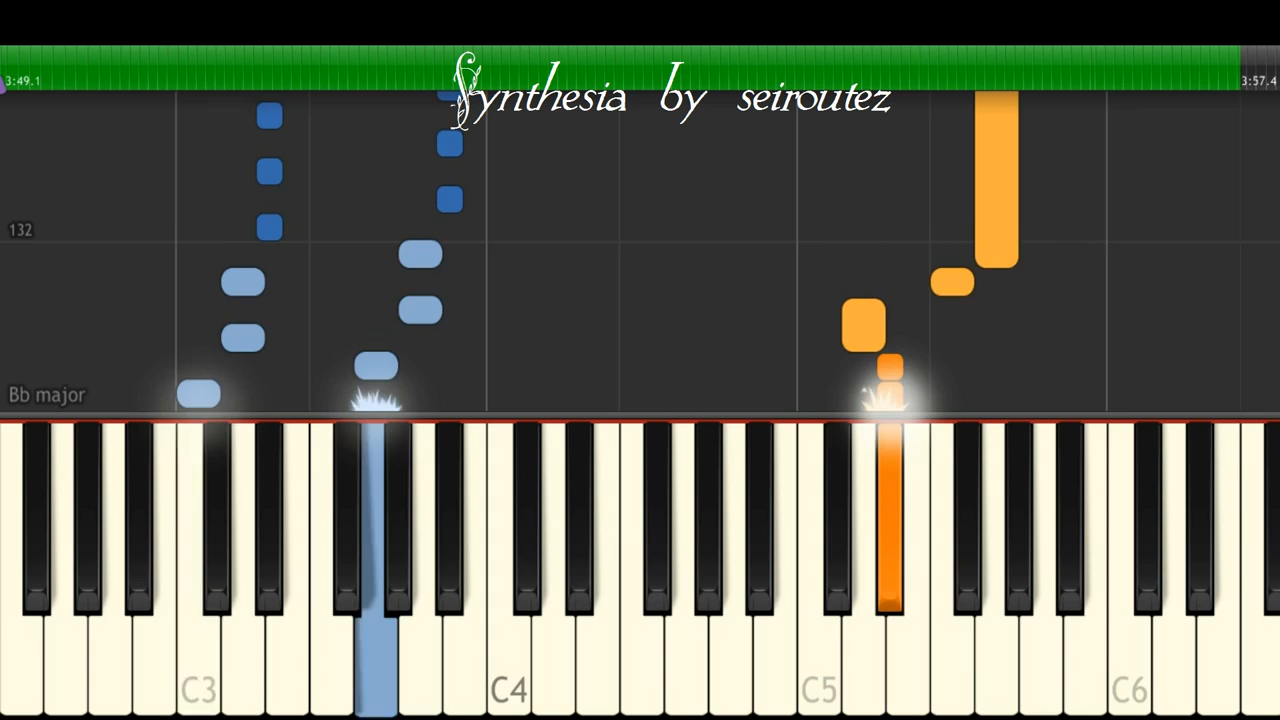 Synthesia by seiroutez
3:49.1
3:57.4
132
Bb major
C3
C4
C5
C6